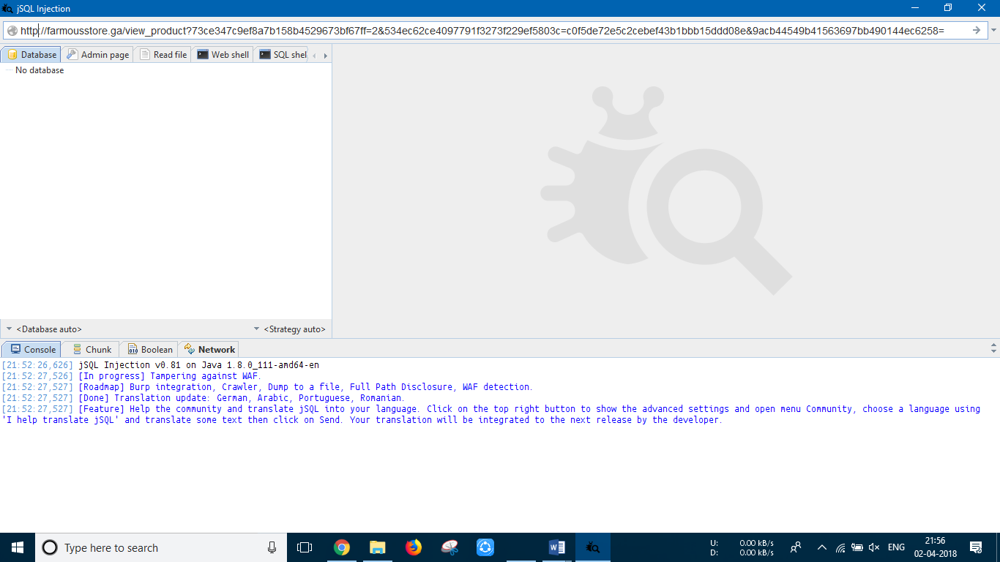 jSQL Injection
http://farmousstore.ga/view_product?73ce347c9ef8a7b158b4529673bf67ff=2&534ec62ce4097791f3273f229ef5803c=c0f5de72e5c2cebef43b1bbb15ddd08e&9acb44549b41563697bb490144ec6258=
Database Admin page Read file Web shell SQL shel
No database
<Database auto> <Strategy auto>
Console Chunk Boolean Network
[21:52:26,626] jSQL Injection v0.81 on Java 1.8.0_111-amd64-en
[21:52:27,526] [In progress] Tampering against WAF.
[21:52:27,527] [Roadmap] Burp integration, Crawler, Dump to a file, Full Path Disclosure, WAF detection.
[21:52:27,527] [Done] Translation update: German, Arabic, Portuguese, Romanian.
[21:52:27,527] [Feature] Help the community and translate jSQL into your language. Click on the top right button to show the advanced settings and open menu Community, choose a language using
'I help translate jSQL' and translate some text then click on Send. Your translation will be integrated to the next release by the developer.
Type here to search
U: 0.00 kB/s
D: 0.00 kB/s
ENG
21:56
02-04-2018